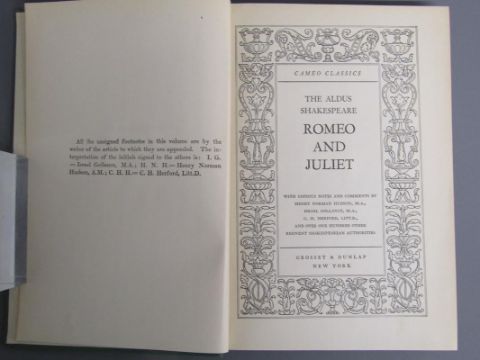 All the unsigned footnotes in this volume are by
the writer of the article to which they are appended. The in-
terpretation of the initials signed to the others is: I. G.
— Israel Gollancz, M.A.; H. N. H.— Henry Norman
Hudson, A.M.; C. H. H.— C. H. Herford, Litt.D.
CAMEO CLASSICS
THE ALDUS
SHAKESPEARE
ROMEO
AND
JULIET
WITH COPIOUS NOTES AND COMMENTS BY
HENRY NORMAN HUDSON, M.A.,
ISRAEL GOLLANCZ, M.A.,
C. H. HERFORD, LITT.D.,
AND OVER ONE HUNDRED OTHER
EMINENT SHAKESPEAREAN AUTHORITIES
GROSSET & DUNLAP
NEW YORK